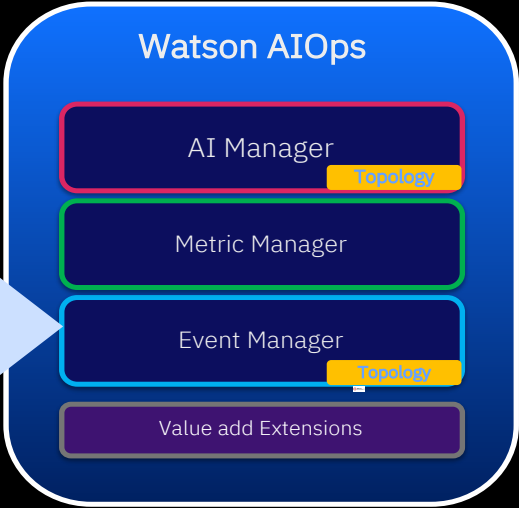 Watson AIOps
AI Manager
Topology
Metric Manager
Event Manager
Topology
Value add Extensions